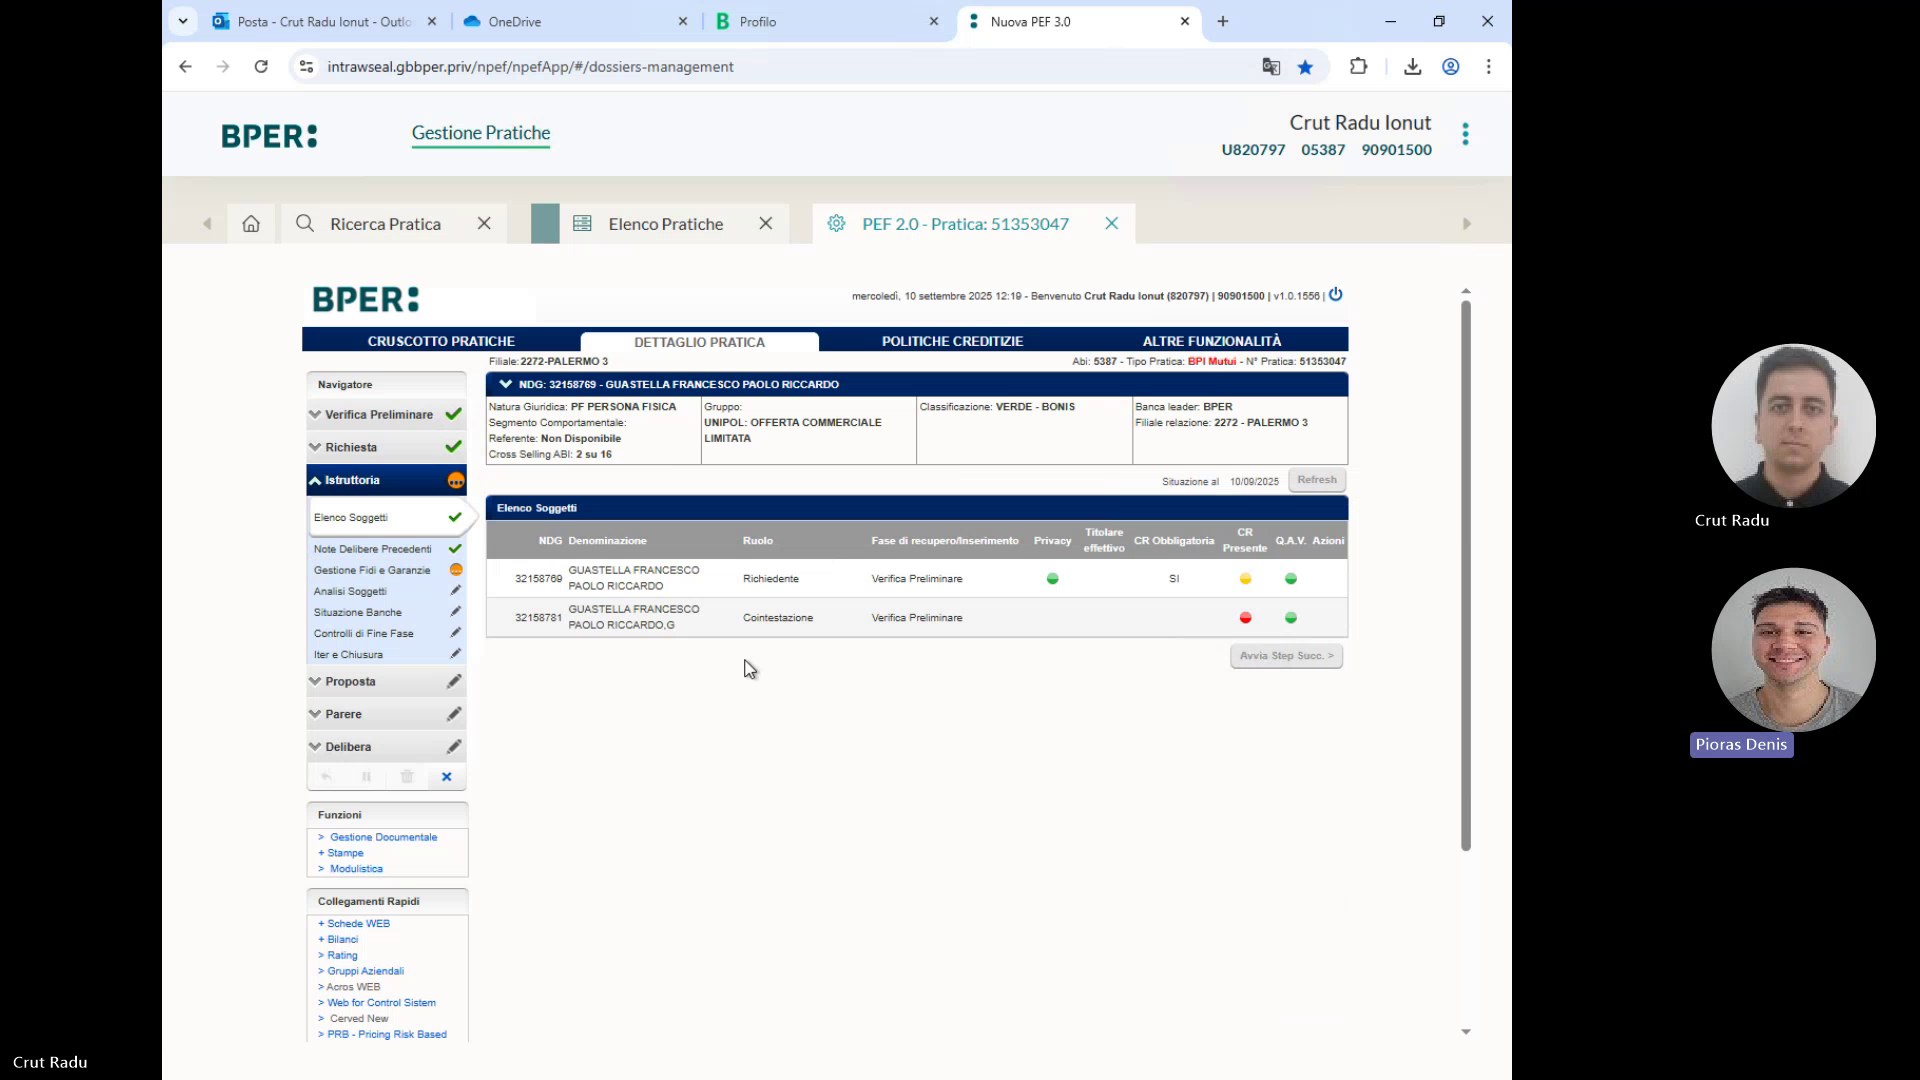 Posta - Crut Radu Ionut - Outlo
OneDrive
Profilo
Nuova PEF 3.0
intrawseal.gbbper.priv/npef/npefApp/#/dossiers-management
BPER:
Gestione Pratiche
Crut Radu Ionut
U820797 05387 90901500
Ricerca Pratica
Elenco Pratiche
PEF 2.0 - Pratica: 51353047
BPER:
mercoledì, 10 settembre 2025 12:19 - Benvenuto Crut Radu Ionut (820797) | 90901500 | v1.0.1556 |
CRUSCOTTO PRATICHE
DETTAGLIO PRATICA
POLITICHE CREDITIZIE
ALTRE FUNZIONALITÀ
Filiale: 2272-PALERMO 3
Abi: 5387 - Tipo Pratica: BPI Mutui - N° Pratica: 51353047
Navigatore
Verifica Preliminare
Richiesta
Istruttoria
Elenco Soggetti
Note Delibere Precedenti
Gestione Fidi e Garanzie
Analisi Soggetti
Situazione Banche
Controlli di Fine Fase
Iter e Chiusura
Proposta
Parere
Delibera
Funzioni
> Gestione Documentale
+ Stampe
> Modulistica
Collegamenti Rapidi
+ Schede WEB
+ Bilanci
> Rating
> Gruppi Aziendali
> Acros WEB
> Web for Control Sistem
> Cerved New
> PRB - Pricing Risk Based
NDG: 32158769 - GUASTELLA FRANCESCO PAOLO RICCARDO
Natura Giuridica: PF PERSONA FISICA
Segmento Comportamentale:
Referente: Non Disponibile
Cross Selling ABI: 2 su 16
Gruppo:
UNIPOL: OFFERTA COMMERCIALE
LIMITATA
Classificazione: VERDE - BONIS
Banca leader: BPER
Filiale relazione: 2272 - PALERMO 3
Situazione al 10/09/2025
Refresh
Elenco Soggetti
NDG Denominazione Ruolo Fase di recupero/Inserimento Privacy Titolare effettivo CR Obbligatoria CR Presente Q.A.V. Azioni
32158769 GUASTELLA FRANCESCO PAOLO RICCARDO Richiedente Verifica Preliminare SI
32158781 GUASTELLA FRANCESCO PAOLO RICCARDO,G Cointestazione Verifica Preliminare
Avvia Step Succ. >
Crut Radu
Pioras Denis
Crut Radu